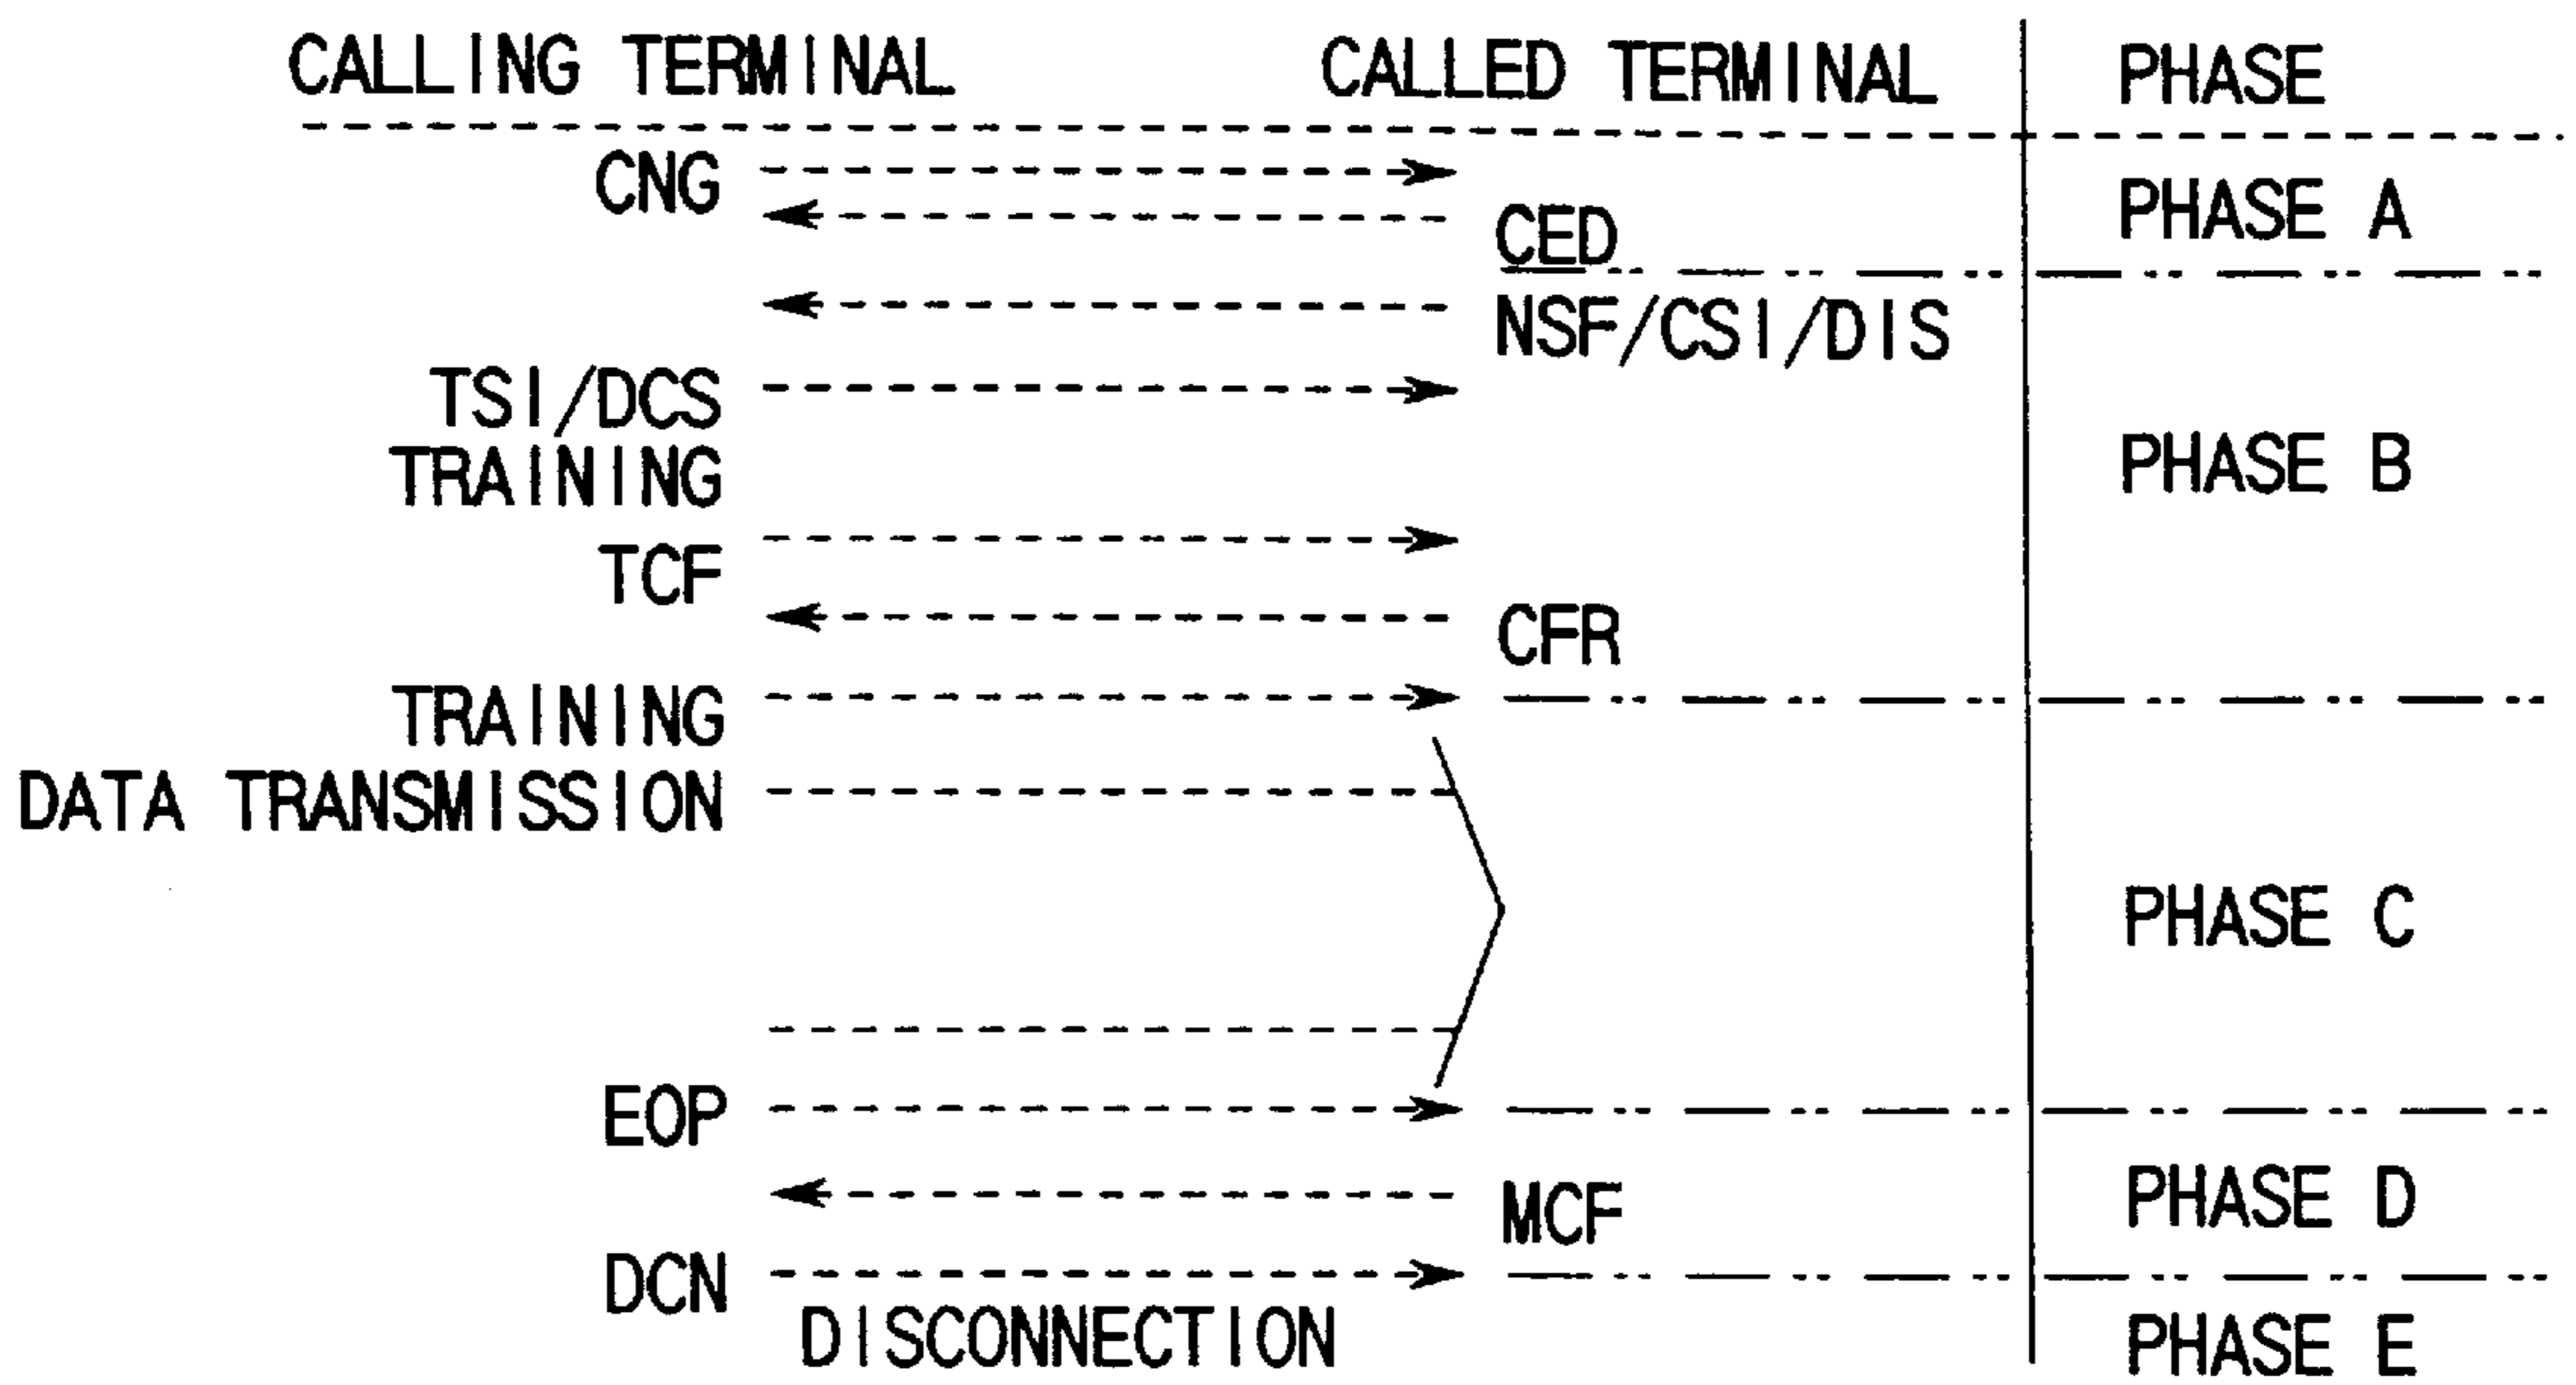 CALLING TERMINAL CALLED TERMINAL PHASE
CNG
PHASE A
CED
NSF/CSI/DIS
TSI/DCS
TRAINING
PHASE B
TCF
CFR
TRAINING
DATA TRANSMISSION
PHASE C
EOP
MCF
PHASE D
DCN
DISCONNECTION
PHASE E